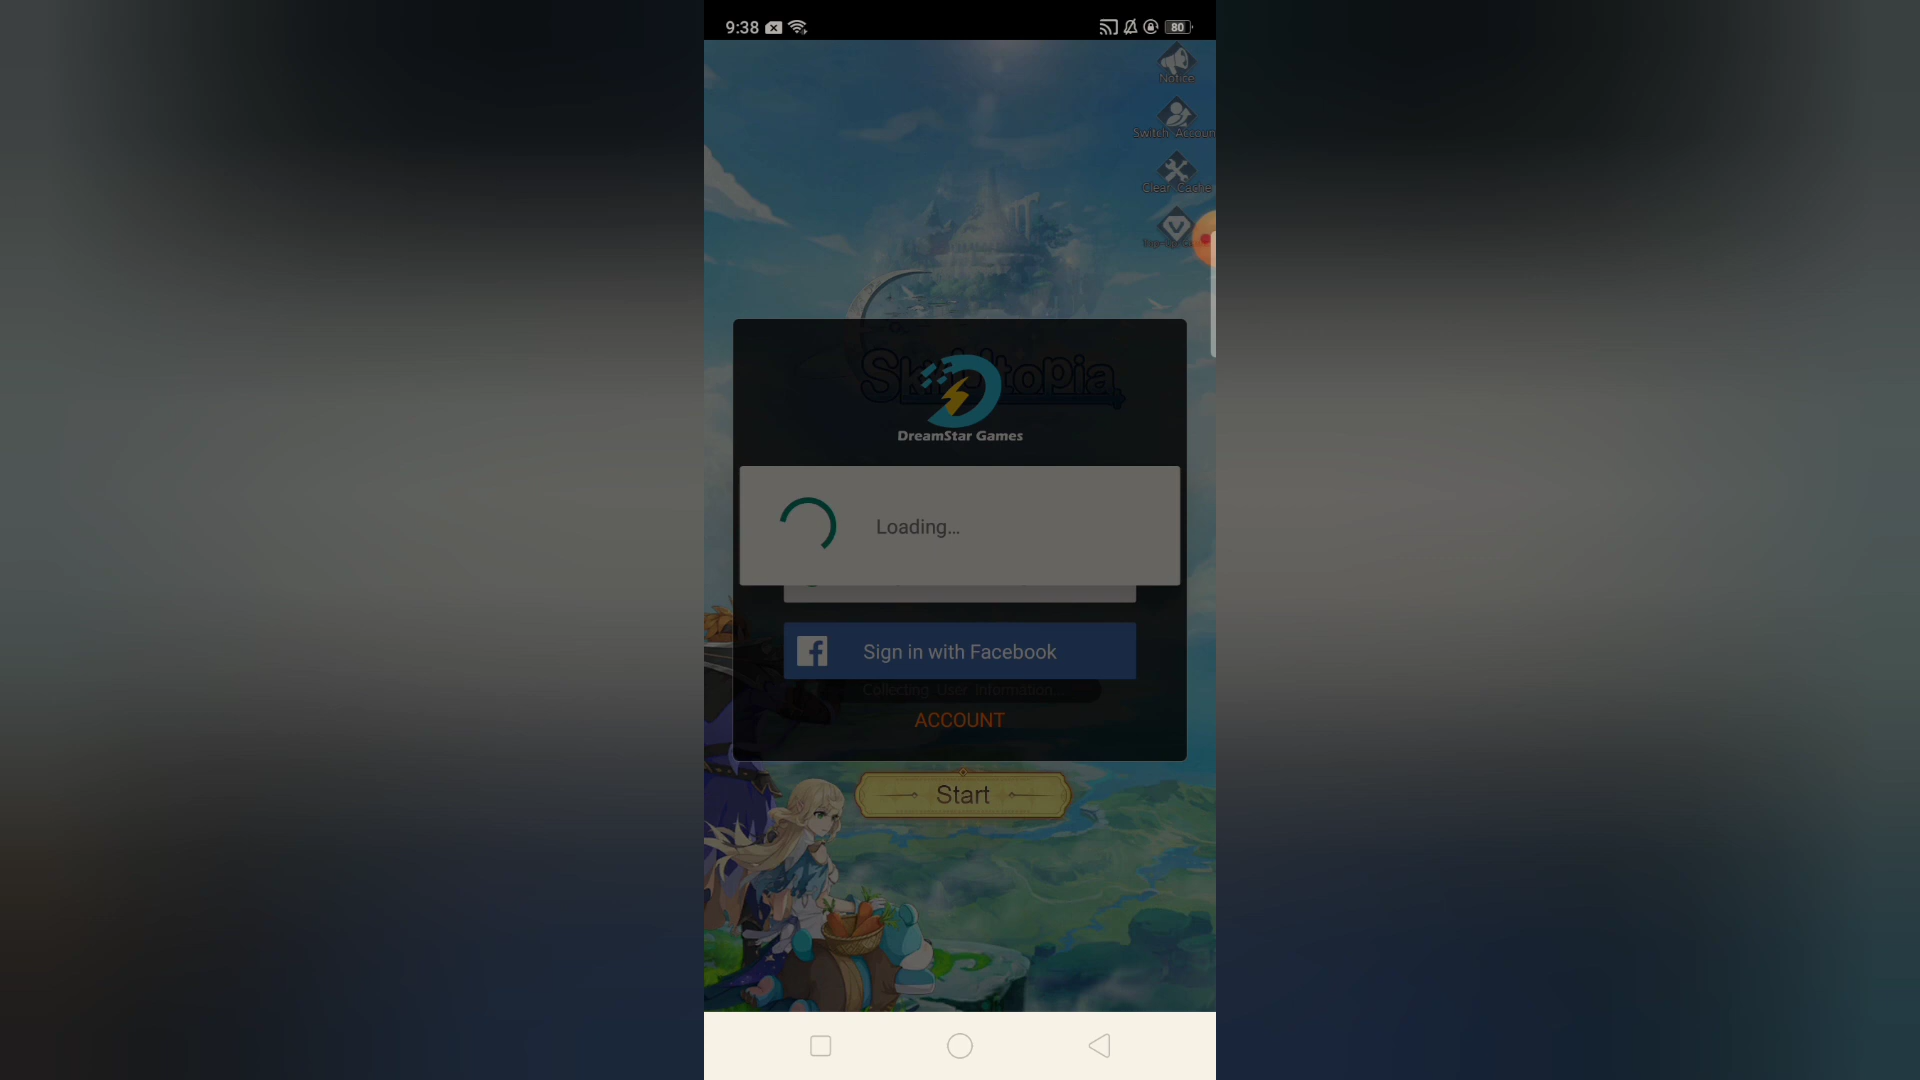 9:38
80
Notice
Switch Accoun
Clear Cache
DreamStar Games
Loading...
Sign in with Facebook
Collecting User Information...
ACCOUNT
Start